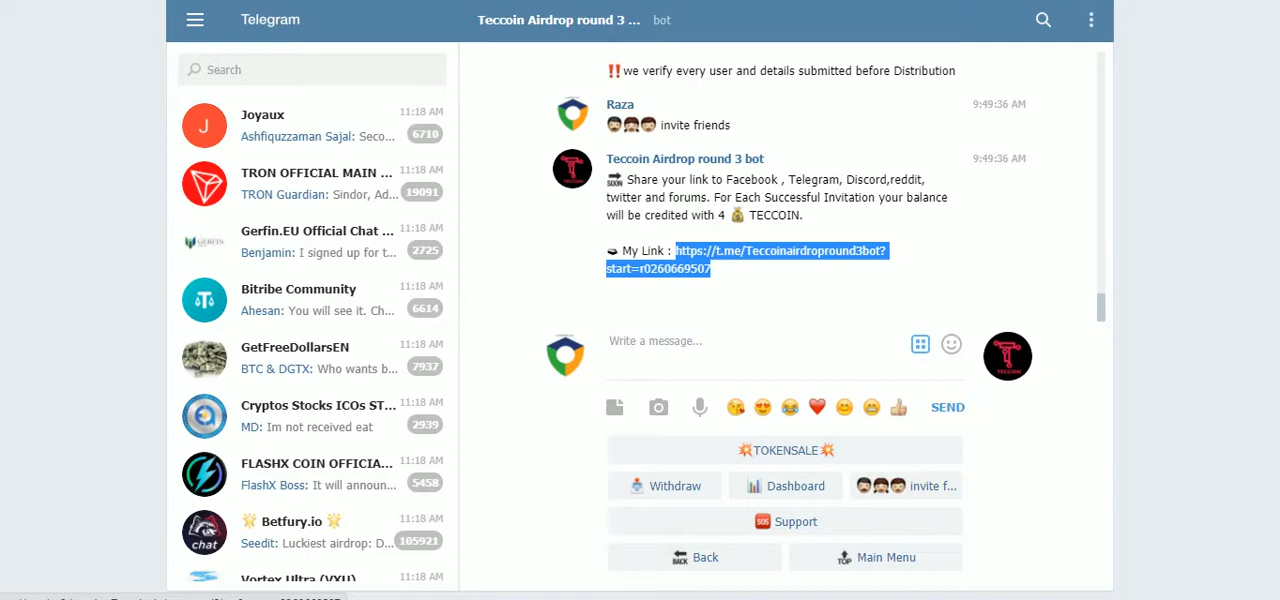 Telegram
Teccoin Airdrop round 3 ... bot
Search
Joyaux 11:18 AM
Ashfiquzzaman Sajal: Seco... 6710
TRON OFFICIAL MAIN ... 11:18 AM
TRON Guardian: Sindor, Ad... 19091
Gerfin.EU Official Chat ... 11:18 AM
GERFIN
Benjamin: I signed up for t... 2725
Bitribe Community 11:18 AM
Ahesan: You will see it. Ch... 6614
GetFreeDollarsEN 11:18 AM
BTC & DGTX: Who wants b... 7937
Cryptos Stocks ICOs ST... 11:18 AM
MD: Im not received eat 2939
FLASHX COIN OFFICIA... 11:18 AM
FlashX Boss: It will announ... 5458
Betfury.io 11:18 AM
chat
Seedit: Luckiest airdrop: D... 105921
Vortex Ultra (VXU) 11:18 AM
‼we verify every user and details submitted before Distribution
Raza 9:49:36 AM
invite friends
Teccoin Airdrop round 3 bot 9:49:36 AM
SOON Share your link to Facebook , Telegram, Discord,reddit,
twitter and forums. For Each Successful Invitation your balance
will be credited with 4 💰 TECCOIN.
My Link : https://t.me/Teccoinairdropround3bot?
start=r0260669507
Write a message...
TECCOIN
SEND
💥TOKENSALE💥
Withdraw
Dashboard
invite f...
SOS Support
BACK Back
TOP Main Menu